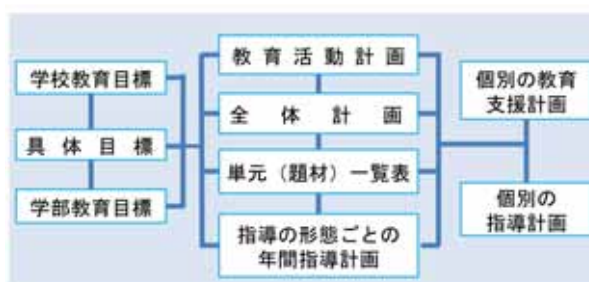 学校教育目標
具体目標
学部教育目標
教育活動計画
全体計画
単元（題材）一覧表
指導の形態ごとの
年間指導計画
個別の教育
支援計画
個別の
指導計画